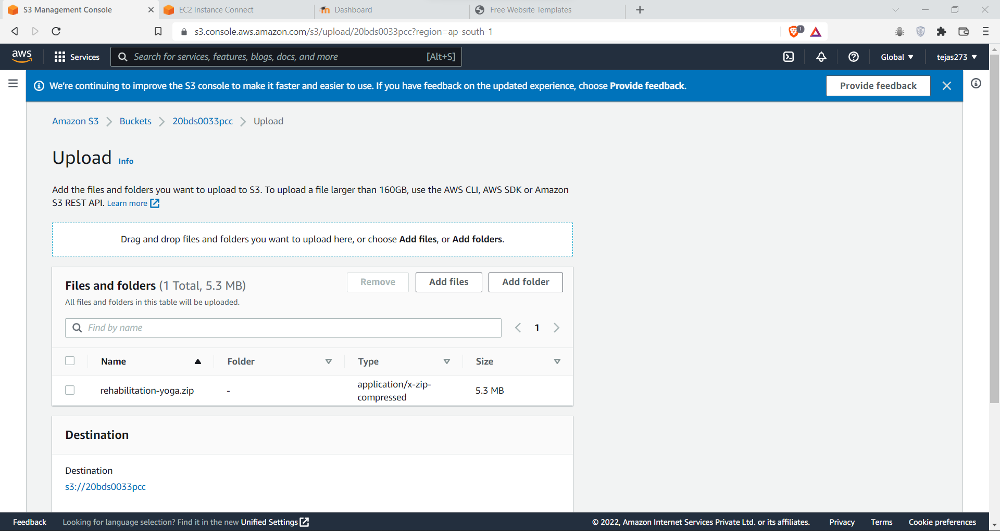 S3 Management Console
EC2 Instance Connect
Dashboard
Free Website Templates
s3.console.aws.amazon.com/s3/upload/20bds0033pcc?region=ap-south-1
1
aws
Services
Search for services, features, blogs, docs, and more
[Alt+S]
Global
tejas273
We're continuing to improve the S3 console to make it faster and easier to use. If you have feedback on the updated experience, choose Provide feedback.
Provide feedback
Amazon S3
Buckets
20bds0033pcc
Upload
Upload
Info
Add the files and folders you want to upload to S3. To upload a file larger than 160GB, use the AWS CLI, AWS SDK or Amazon
S3 REST API. Learn more
Drag and drop files and folders you want to upload here, or choose Add files, or Add folders.
Files and folders (1 Total, 5.3 MB)
Remove
Add files
Add folder
All files and folders in this table will be uploaded.
Find by name
1
Name
Folder
Type
Size
rehabilitation-yoga.zip
-
application/x-zip-
compressed
5.3 MB
Destination
Destination
s3://20bds0033pcc
Feedback
Looking for language selection? Find it in the new Unified Settings
© 2022, Amazon Internet Services Private Ltd. or its affiliates.
Privacy
Terms
Cookie preferences